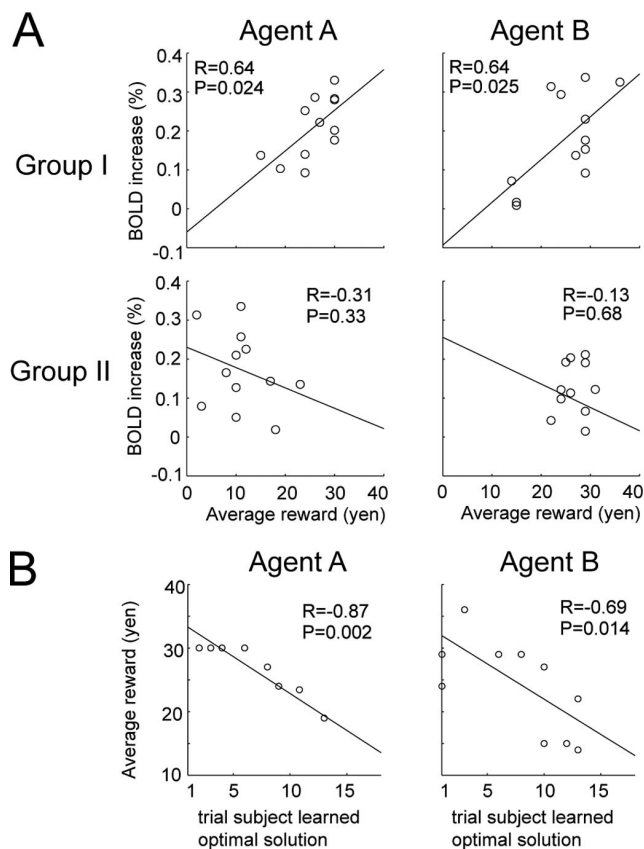 A
Agent A
Agent B
BOLD increase (%)
0.4
0.3
0.2
0.1
0
-0.1
R=0.64
P=0.024
R=0.64
P=0.025
Group I
BOLD increase (%)
0.4
0.3
0.2
0.1
0
-0.1
R=-0.31
P=0.33
R=-0.13
P=0.68
Group II
0 10 20 30 40
Average reward (yen)
0 10 20 30 40
Average reward (yen)
B
Agent A
Agent B
Average reward (yen)
40
30
20
10
R=-0.87
P=0.002
R=-0.69
P=0.014
1 5 10 15
trial subject learned
optimal solution
1 5 10 15
trial subject learned
optimal solution